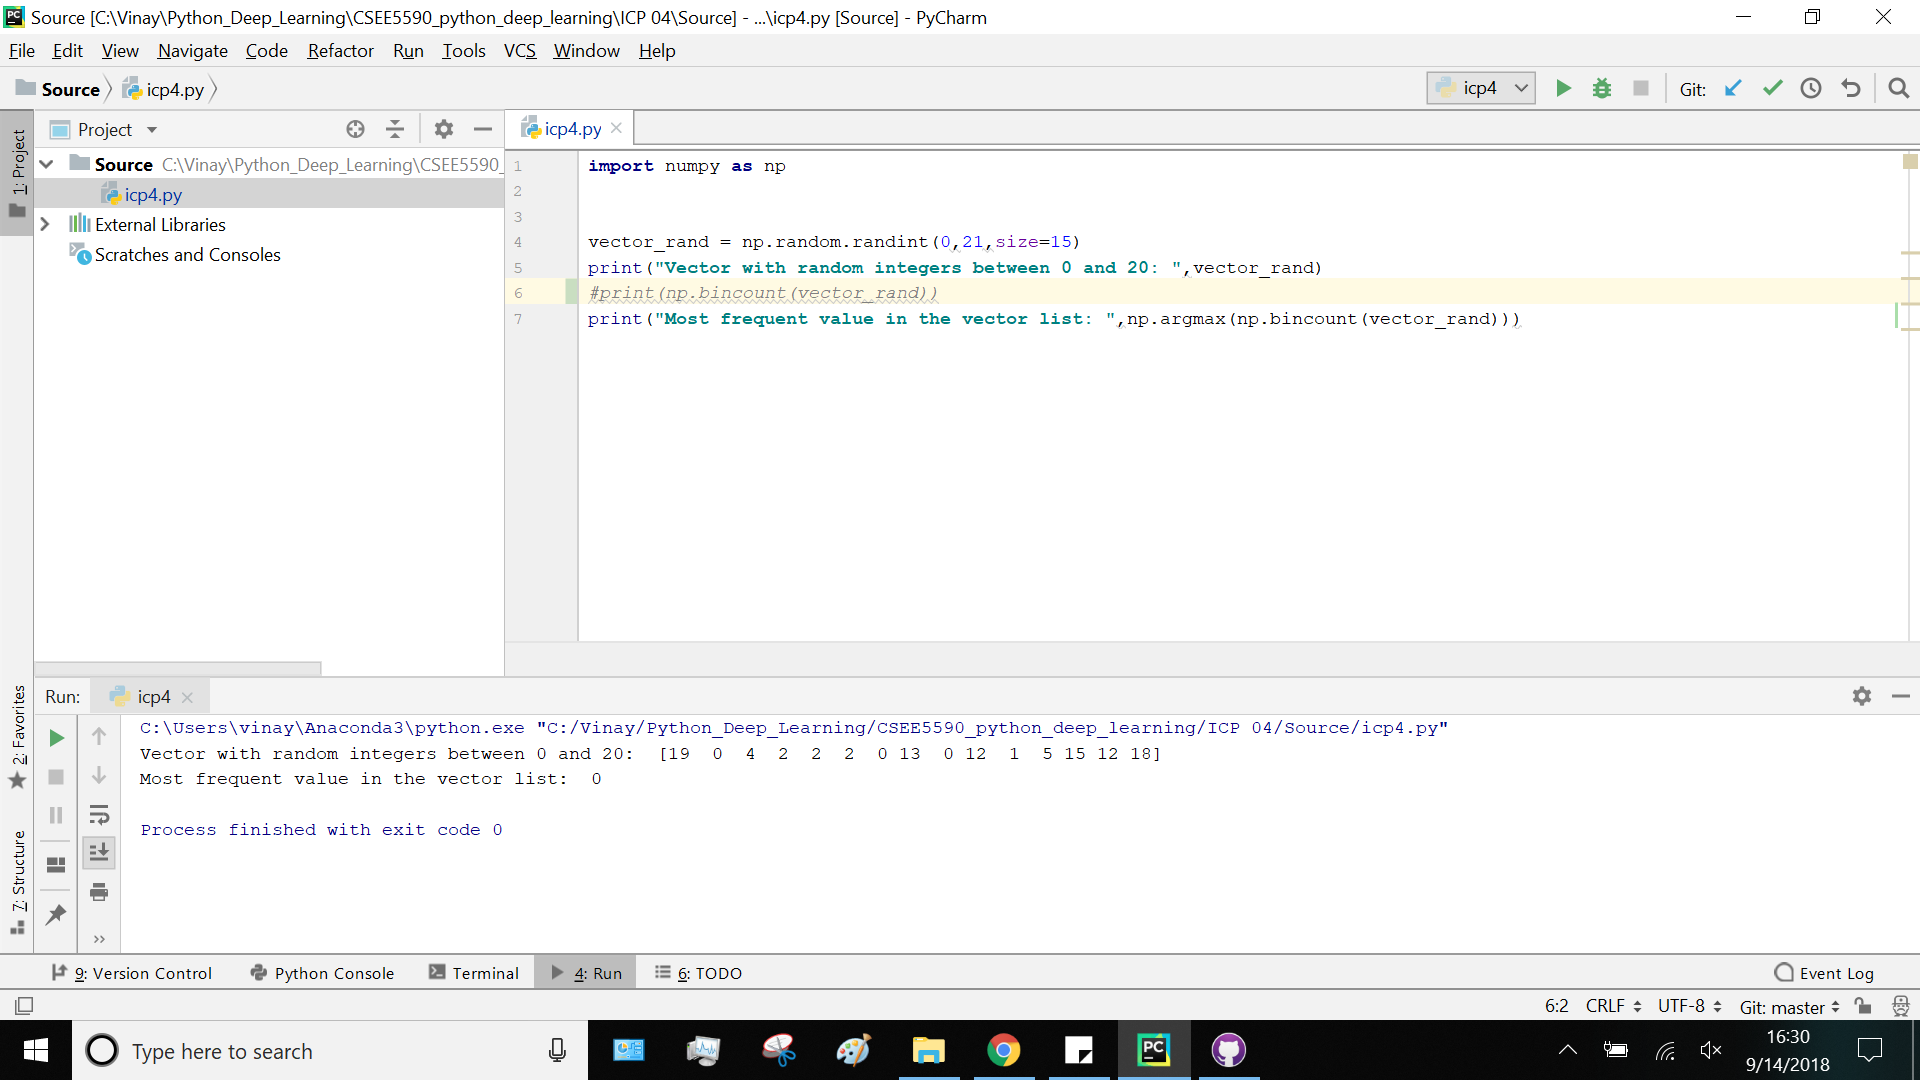 Source [C:\Vinay\Python_Deep_Learning\CSEE5590_python_deep_learning\ICP 04\Source] - ...\icp4.py [Source] - PyCharm
File Edit View Navigate Code Refactor Run Tools VCS Window Help
Source icp4.py icp4 Git:
1: Project
Project
icp4.py
Source C:\Vinay\Python_Deep_Learning\CSEE5590_
icp4.py
External Libraries
Scratches and Consoles
1 import numpy as np
2
3
4 vector_rand = np.random.randint(0,21,size=15)
5 print("Vector with random integers between 0 and 20: ",vector_rand)
6 #print(np.bincount(vector_rand))
7 print("Most frequent value in the vector list: ",np.argmax(np.bincount(vector_rand)))
2: Favorites
7: Structure
Run: icp4
C:\Users\vinay\Anaconda3\python.exe "C:/Vinay/Python_Deep_Learning/CSEE5590_python_deep_learning/ICP 04/Source/icp4.py"
Vector with random integers between 0 and 20:  [19  0  4  2  2  2  0 13  0 12  1  5 15 12 18]
Most frequent value in the vector list:  0
Process finished with exit code 0
9: Version Control Python Console Terminal 4: Run 6: TODO Event Log
6:2 CRLF UTF-8 Git: master
Type here to search
PC
16:30
9/14/2018